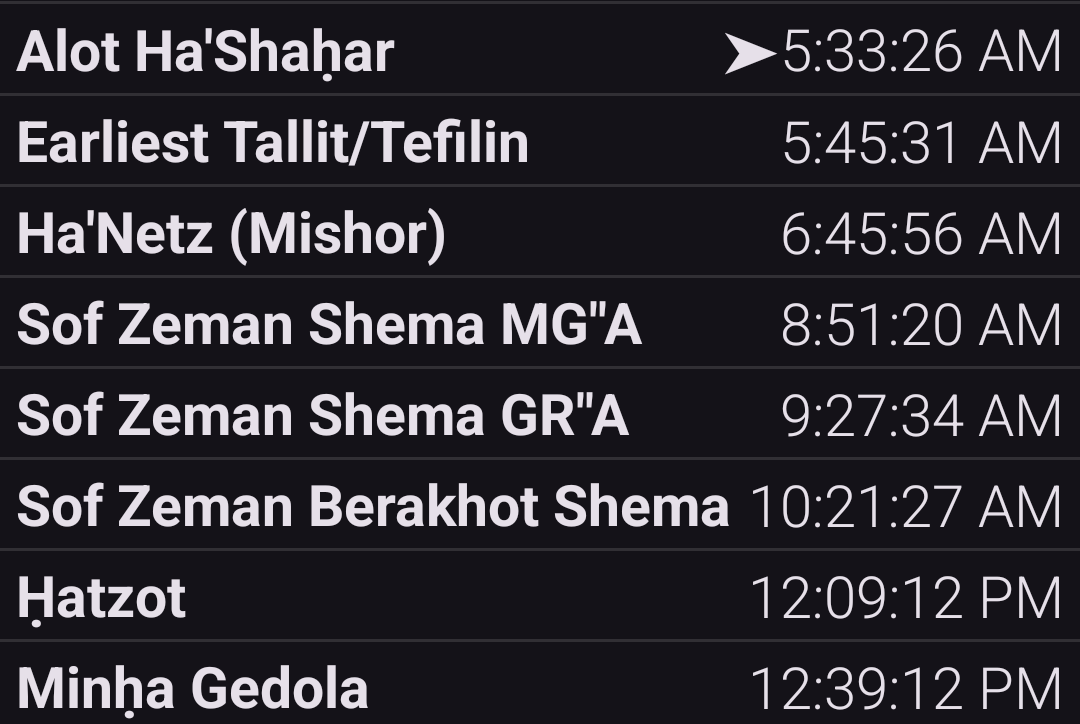 Alot Ha'Shaḥar ➤5:33:26 AM
Earliest Tallit/Tefilin 5:45:31 AM
Ha'Netz (Mishor) 6:45:56 AM
Sof Zeman Shema MG"A 8:51:20 AM
Sof Zeman Shema GR"A 9:27:34 AM
Sof Zeman Berakhot Shema 10:21:27 AM
Ḥatzot 12:09:12 PM
Minḥa Gedola 12:39:12 PM